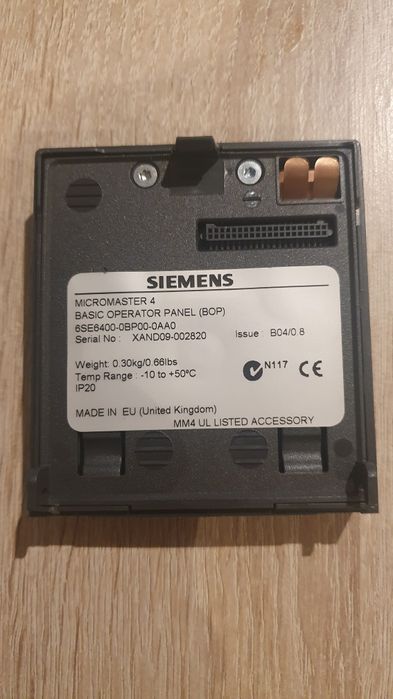 SIEMENS
MICROMASTER 4
BASIC OPERATOR PANEL (BOP)
6SE6400-0BP00-0AA0
Serial No : XAND09-002820 Issue : B04/0.8
Weight: 0.30kg/0.66lbs
Temp Range : -10 to +50ºC
IP20
N117 CE
MADE IN EU (United Kingdom)
MM4 UL LISTED ACCESSORY